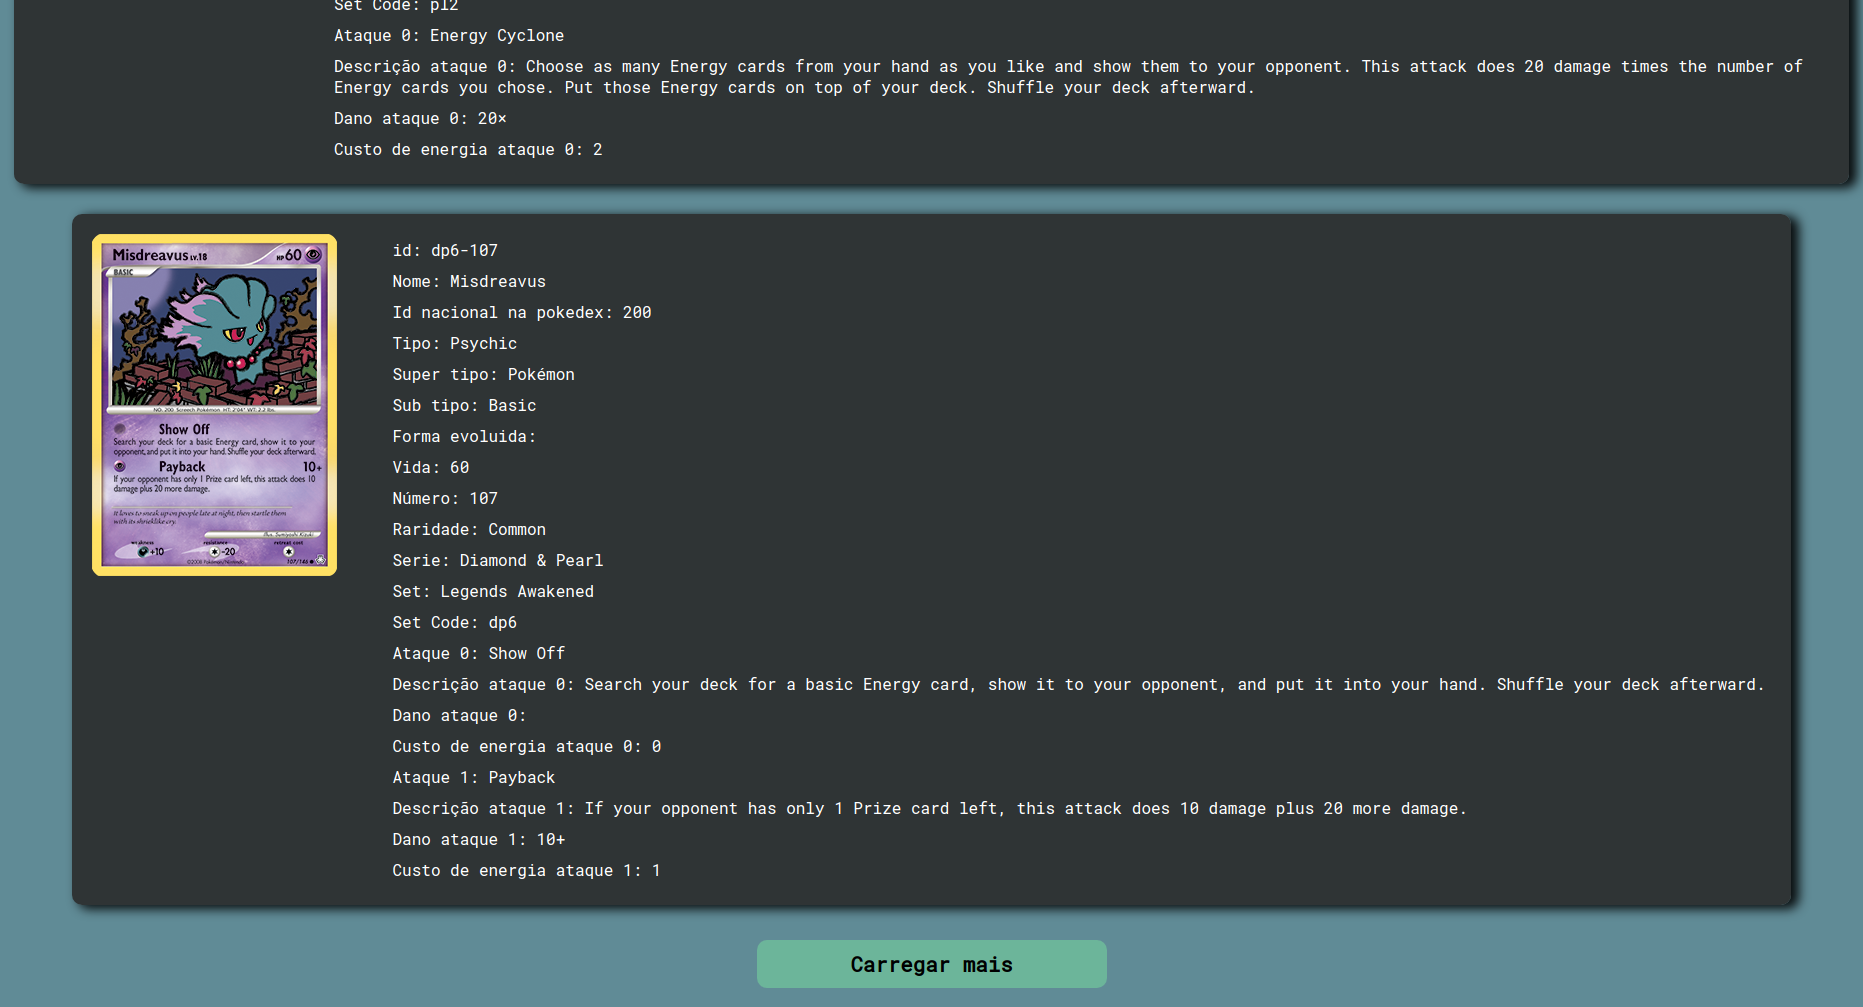 Set Code: pl2
Ataque 0: Energy Cyclone
Descrição ataque 0: Choose as many Energy cards from your hand as you like and show them to your opponent. This attack does 20 damage times the number of
Energy cards you chose. Put those Energy cards on top of your deck. Shuffle your deck afterward.
Dano ataque 0: 20×
Custo de energia ataque 0: 2
Misdreavus LV.18 HP 60
BASIC
NO. 200 Screech Pokémon HT: 2'04" WT: 2.2 lbs.
Show Off
Search your deck for a basic Energy card, show it to your
opponent, and put it into your hand. Shuffle your deck afterward.
Payback 10+
If your opponent has only 1 Prize card left, this attack does 10
damage plus 20 more damage.
It loves to sneak up on people late at night, then startle them
with its shrieklike cry.
Illus. Sumiyoshi Kizuki
weakness resistance retreat cost
+10 -20
©2008 Pokémon/Nintendo 107/146
id: dp6-107
Nome: Misdreavus
Id nacional na pokedex: 200
Tipo: Psychic
Super tipo: Pokémon
Sub tipo: Basic
Forma evoluida:
Vida: 60
Número: 107
Raridade: Common
Serie: Diamond & Pearl
Set: Legends Awakened
Set Code: dp6
Ataque 0: Show Off
Descrição ataque 0: Search your deck for a basic Energy card, show it to your opponent, and put it into your hand. Shuffle your deck afterward.
Dano ataque 0:
Custo de energia ataque 0: 0
Ataque 1: Payback
Descrição ataque 1: If your opponent has only 1 Prize card left, this attack does 10 damage plus 20 more damage.
Dano ataque 1: 10+
Custo de energia ataque 1: 1
Carregar mais